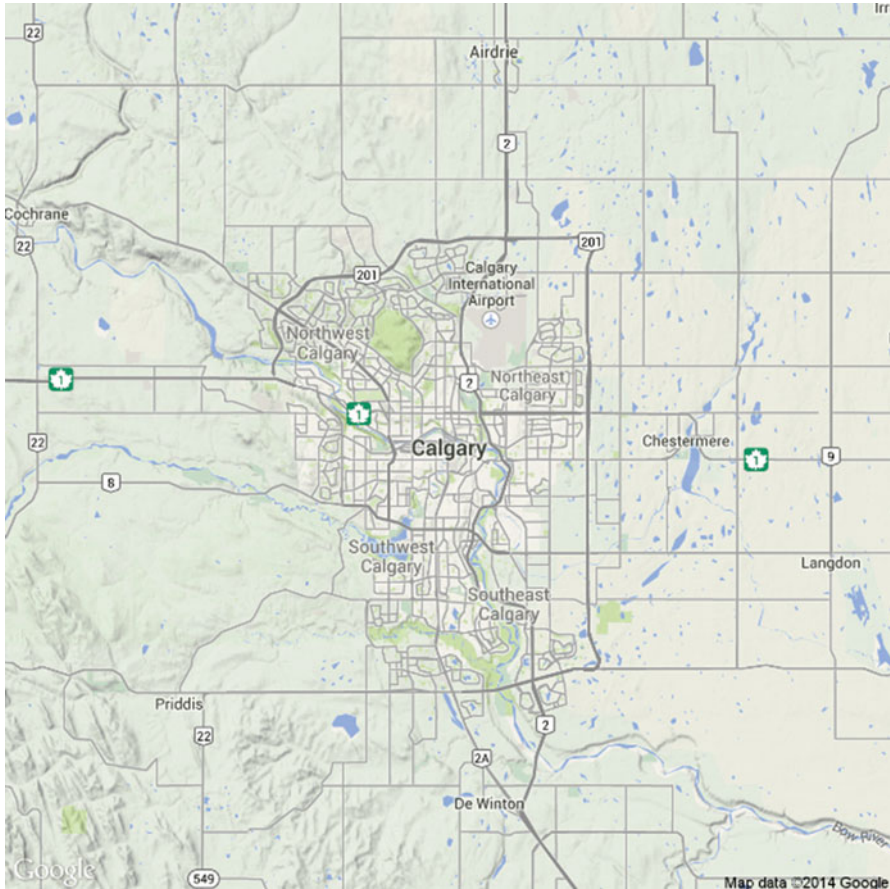 Irr
22
Airdrie
2
Cochrane
22
201
201
Calgary
International
Airport
Northwest
Calgary
1
2
Northeast
Calgary
1
22
Calgary
Chestermere
1
9
8
Southwest
Calgary
Langdon
Southeast
Calgary
Priddis
22
2
2A
De Winton
Bow River
Google
549
Map data ©2014 Google